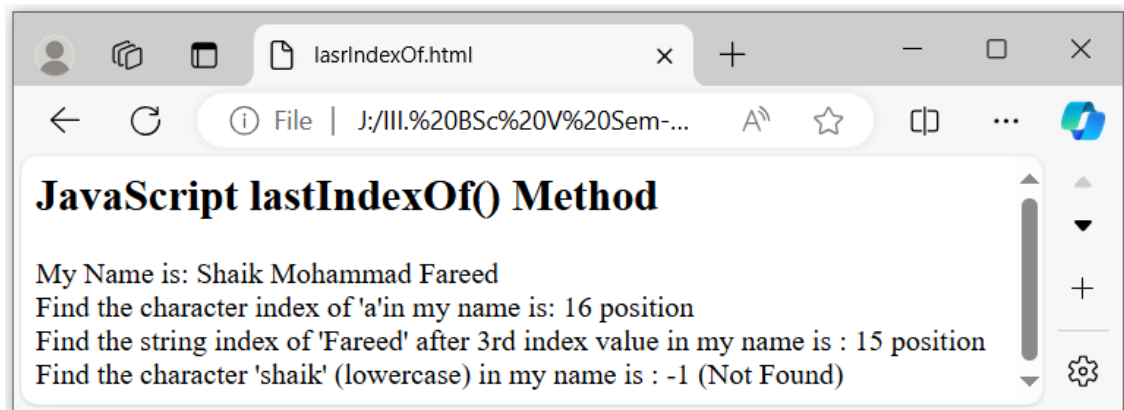 lasrIndexOf.html
File | J:/III.%20BSc%20V%20Sem-...
JavaScript lastIndexOf() Method
My Name is: Shaik Mohammad Fareed
Find the character index of 'a'in my name is: 16 position
Find the string index of 'Fareed' after 3rd index value in my name is : 15 position
Find the character 'shaik' (lowercase) in my name is : -1 (Not Found)